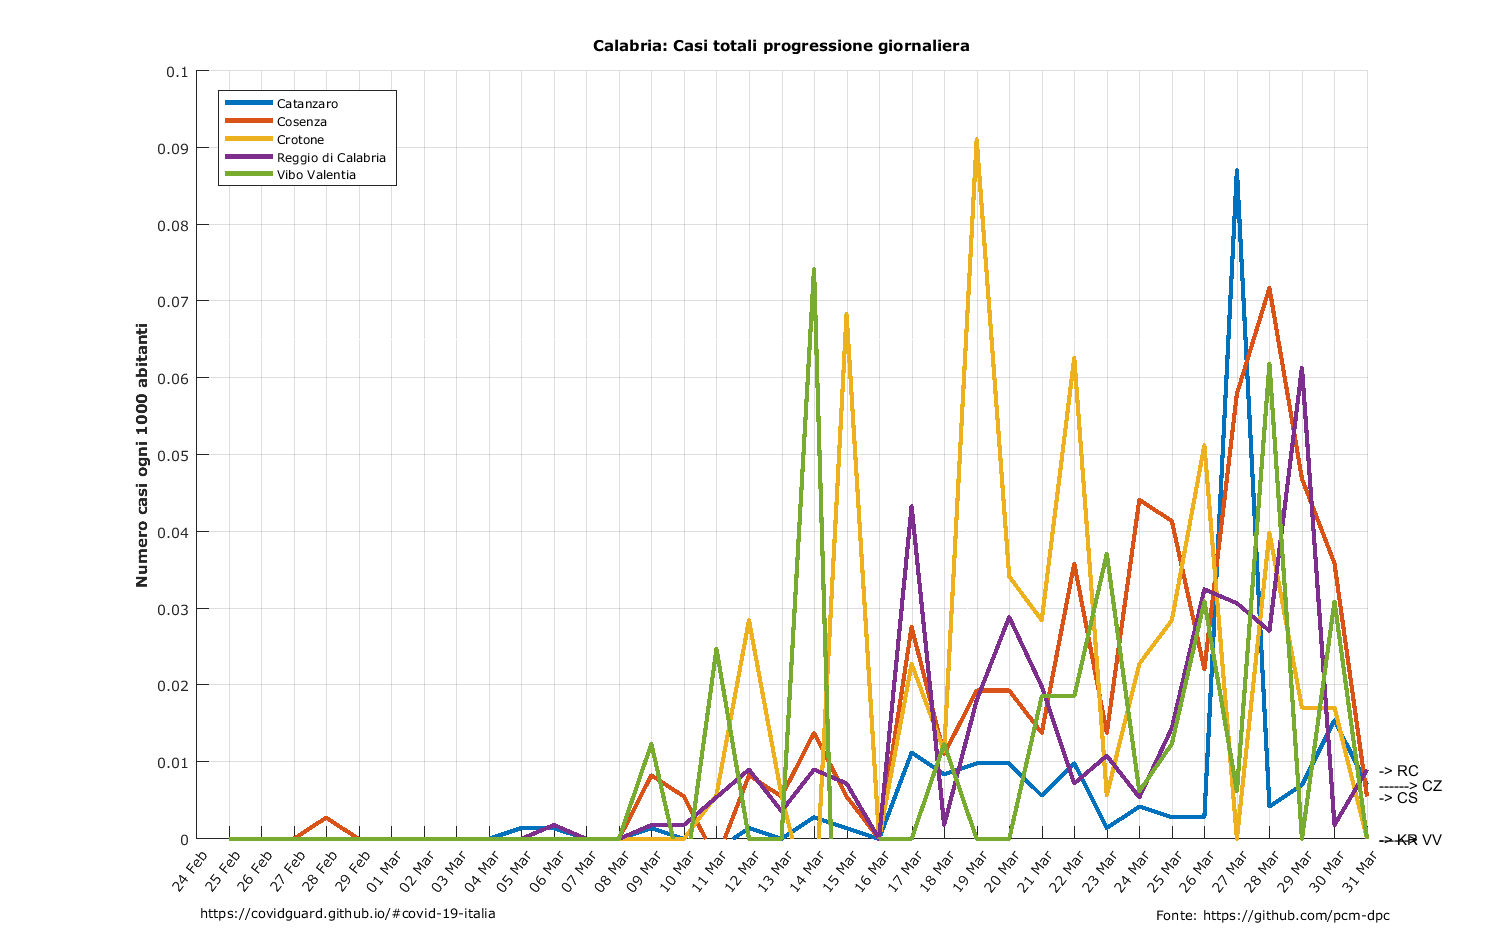 Calabria: Casi totali progressione giornaliera
Numero casi ogni 1000 abitanti
0.1
0.09
0.08
0.07
0.06
0.05
0.04
0.03
0.02
0.01
0
Catanzaro
Cosenza
Crotone
Reggio di Calabria
Vibo Valentia
-> RC
------> CZ
-> CS
-> KR
-----> VV
24 Feb
25 Feb
26 Feb
27 Feb
28 Feb
29 Feb
01 Mar
02 Mar
03 Mar
04 Mar
05 Mar
06 Mar
07 Mar
08 Mar
09 Mar
10 Mar
11 Mar
12 Mar
13 Mar
14 Mar
15 Mar
16 Mar
17 Mar
18 Mar
19 Mar
20 Mar
21 Mar
22 Mar
23 Mar
24 Mar
25 Mar
26 Mar
27 Mar
28 Mar
29 Mar
30 Mar
31 Mar
https://covidguard.github.io/#covid-19-italia
Fonte: https://github.com/pcm-dpc